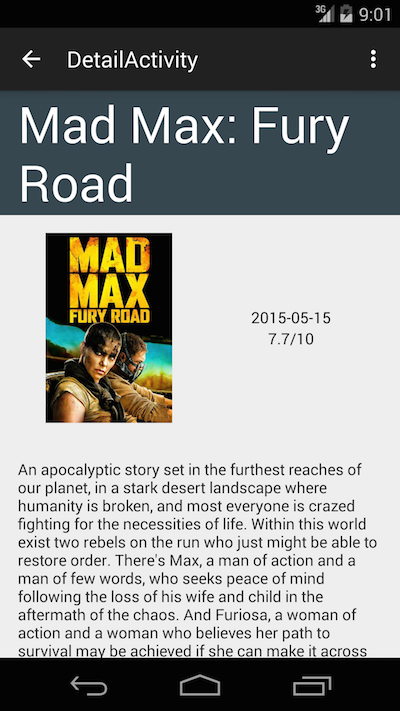 3G 9:01
DetailActivity
Mad Max: Fury
Road
MAD
MAX
FURY ROAD
2015-05-15
7.7/10
An apocalyptic story set in the furthest reaches of
our planet, in a stark desert landscape where
humanity is broken, and most everyone is crazed
fighting for the necessities of life. Within this world
exist two rebels on the run who just might be able to
restore order. There's Max, a man of action and a
man of few words, who seeks peace of mind
following the loss of his wife and child in the
aftermath of the chaos. And Furiosa, a woman of
action and a woman who believes her path to
survival may be achieved if she can make it across